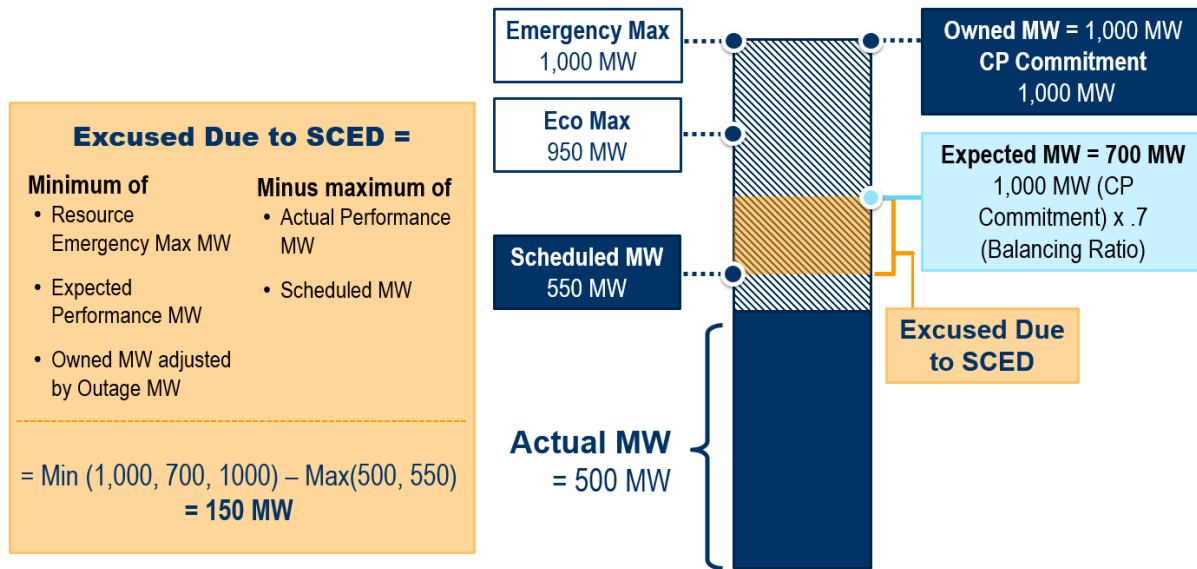 Excused Due to SCED =
Minimum of
• Resource
Emergency Max MW
• Expected
Performance MW
• Owned MW adjusted
by Outage MW
Minus maximum of
• Actual Performance
MW
• Scheduled MW
= Min (1,000, 700, 1000) – Max(500, 550)
= 150 MW
Emergency Max
1,000 MW
Eco Max
950 MW
Scheduled MW
550 MW
Actual MW
= 500 MW
Owned MW = 1,000 MW
CP Commitment
1,000 MW
Expected MW = 700 MW
1,000 MW (CP
Commitment) x .7
(Balancing Ratio)
Excused Due
to SCED